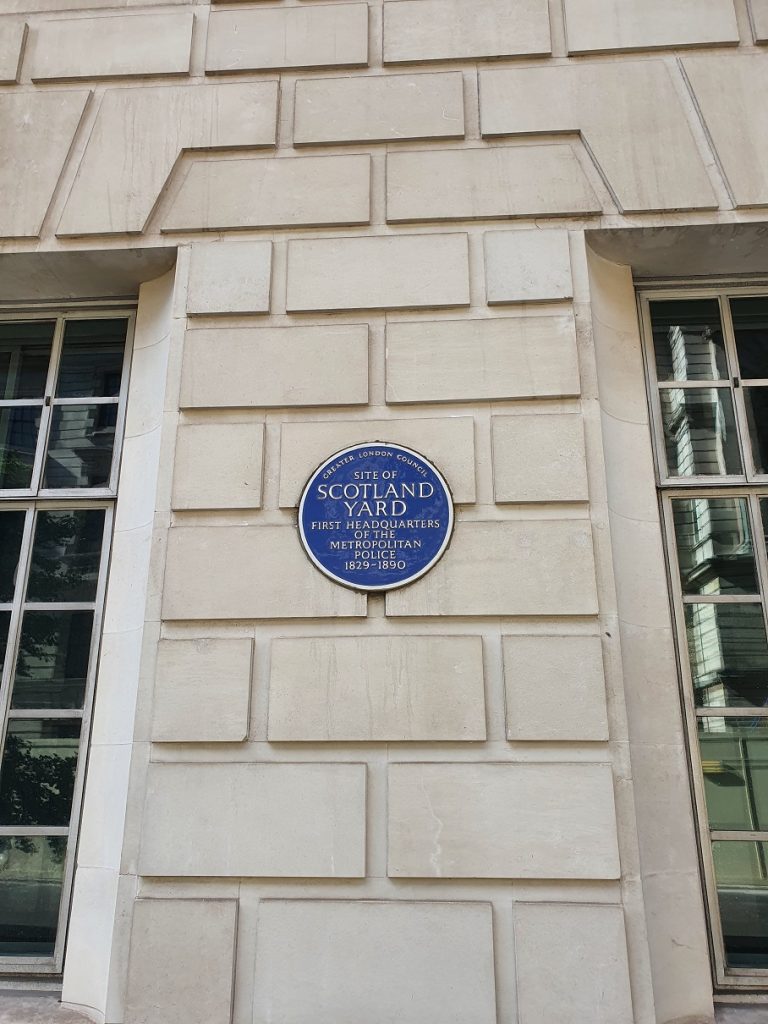 GREATER LONDON COUNCIL
SITE OF
SCOTLAND
YARD
FIRST HEADQUARTERS
OF THE
METROPOLITAN
POLICE
1829-1890